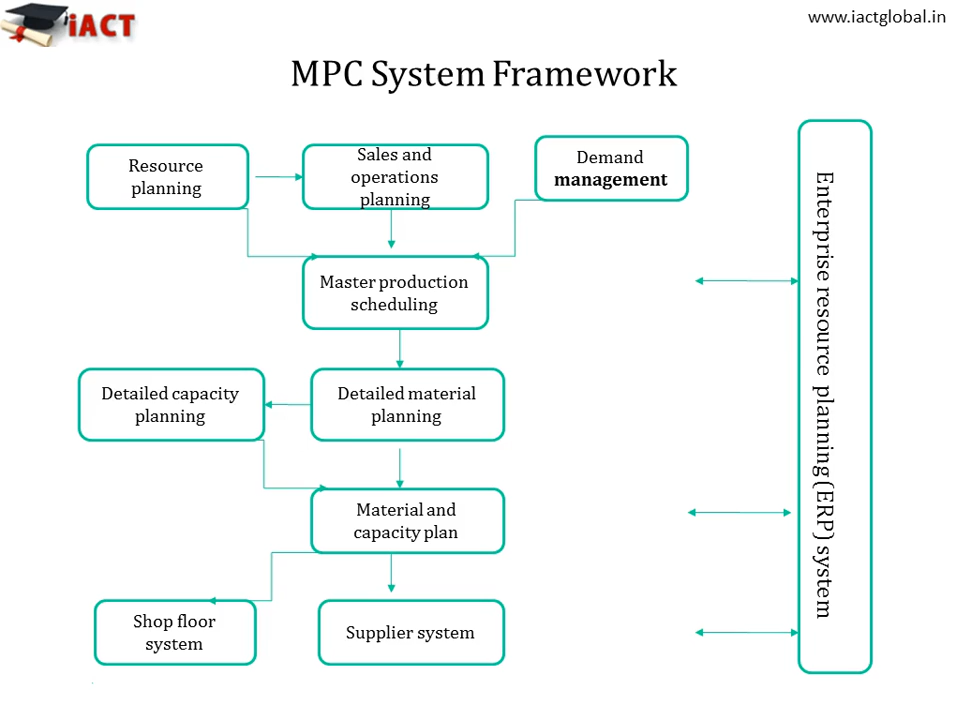 iACT
www.iactglobal.in
MPC System Framework
Resource
planning
Sales and
operations
planning
Demand
management
Master production
scheduling
Detailed capacity
planning
Detailed material
planning
Material and
capacity plan
Shop floor
system
Supplier system
Enterprise resource planning (ERP) system